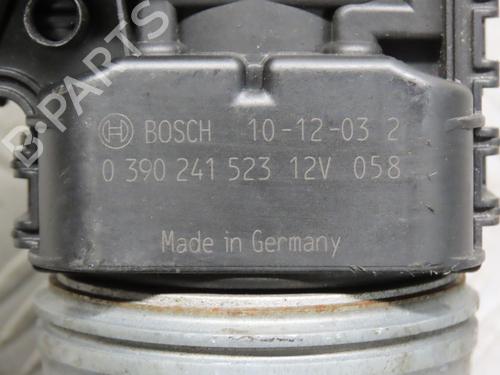 B-PARTS
BOSCH 10-12-03 2
0 390 241 523 12V 058
Made in Germany